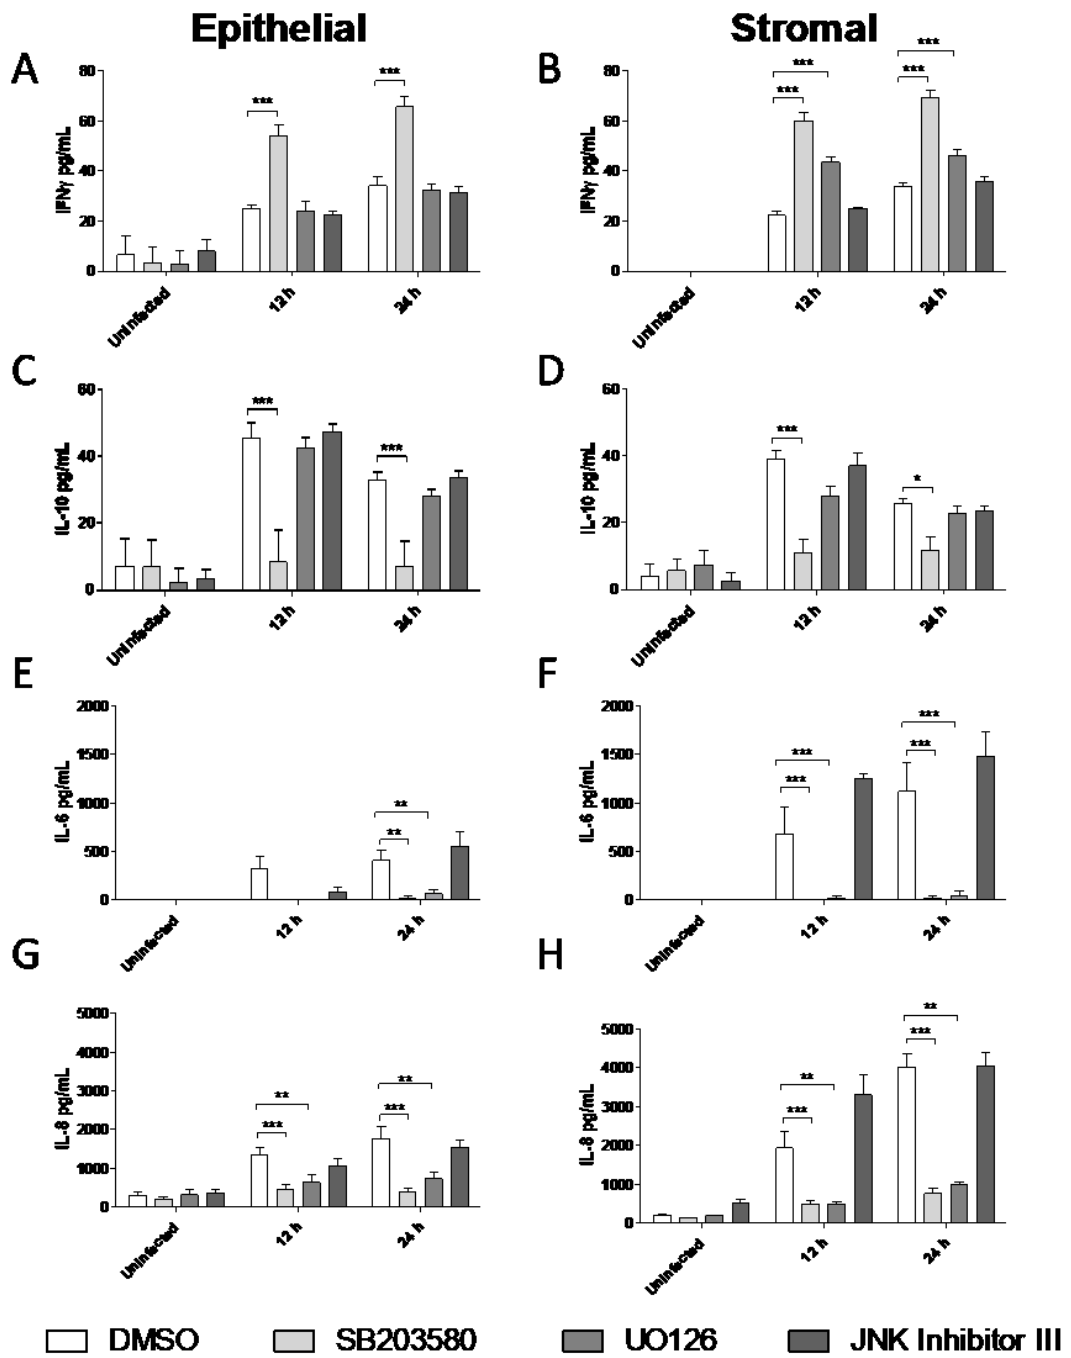 Epithelial Stromal
A B
*** *** *** *** *** ***
80 80
60 60
40 40
20 20
0 0
IFNγ pg/mL IFNγ pg/mL
Uninfected 12 h 24 h Uninfected 12 h 24 h
C D
*** *** *** *
60 60
40 40
20 20
0 0
IL-10 pg/mL IL-10 pg/mL
Uninfected 12 h 24 h Uninfected 12 h 24 h
E F
** ** *** *** *** ***
2000 2000
1500 1500
1000 1000
500 500
0 0
IL-6 pg/mL IL-6 pg/mL
Uninfected 12 h 24 h Uninfected 12 h 24 h
G H
** *** ** *** ** *** ** ***
5000 5000
4000 4000
3000 3000
2000 2000
1000 1000
0 0
IL-8 pg/mL IL-8 pg/mL
Uninfected 12 h 24 h Uninfected 12 h 24 h
DMSO SB203580 UO126 JNK Inhibitor III